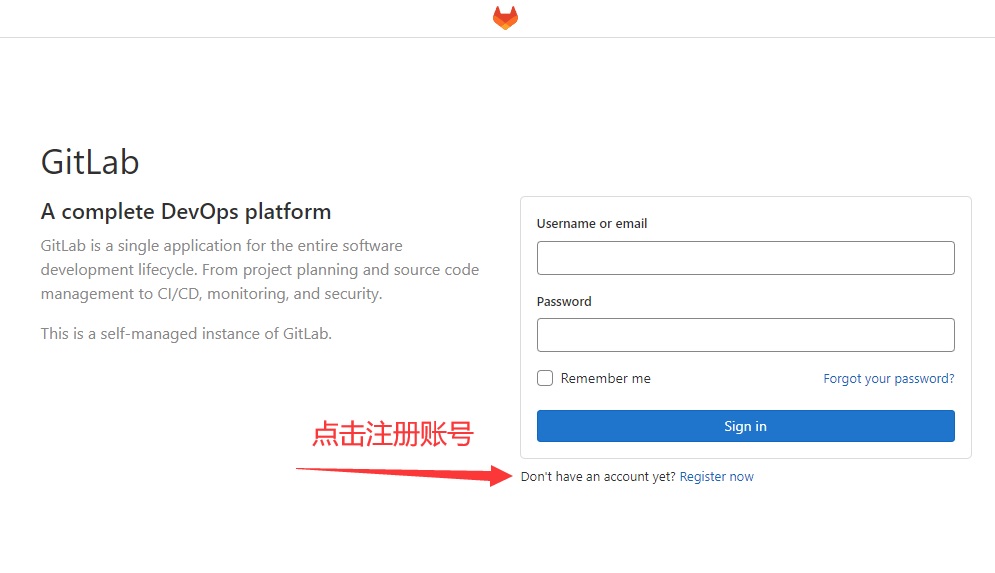 GitLab
A complete DevOps platform
GitLab is a single application for the entire software
development lifecycle. From project planning and source code
management to CI/CD, monitoring, and security.
This is a self-managed instance of GitLab.
Username or email
Password
Remember me
Forgot your password?
Sign in
点击注册账号
Don't have an account yet? Register now